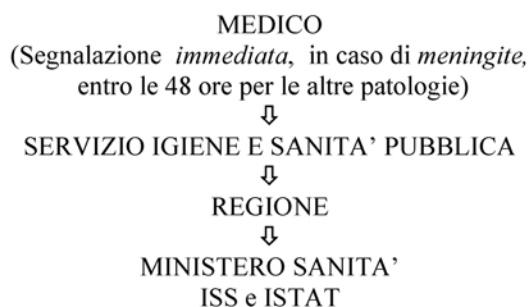 MEDICO
(Segnalazione immediata, in caso di meningite,
entro le 48 ore per le altre patologie)
⇩
SERVIZIO IGIENE E SANITA’ PUBBLICA
⇩
REGIONE
⇩
MINISTERO SANITA’
ISS e ISTAT